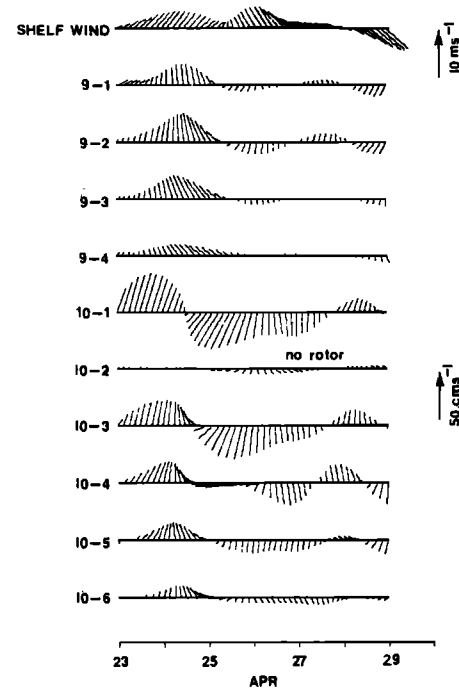 SHELF WIND
10 ms⁻¹
9-1
9-2
9-3
9-4
10-1
no rotor
10-2
50 cms⁻¹
10-3
10-4
10-5
10-6
23 25 27 29
APR